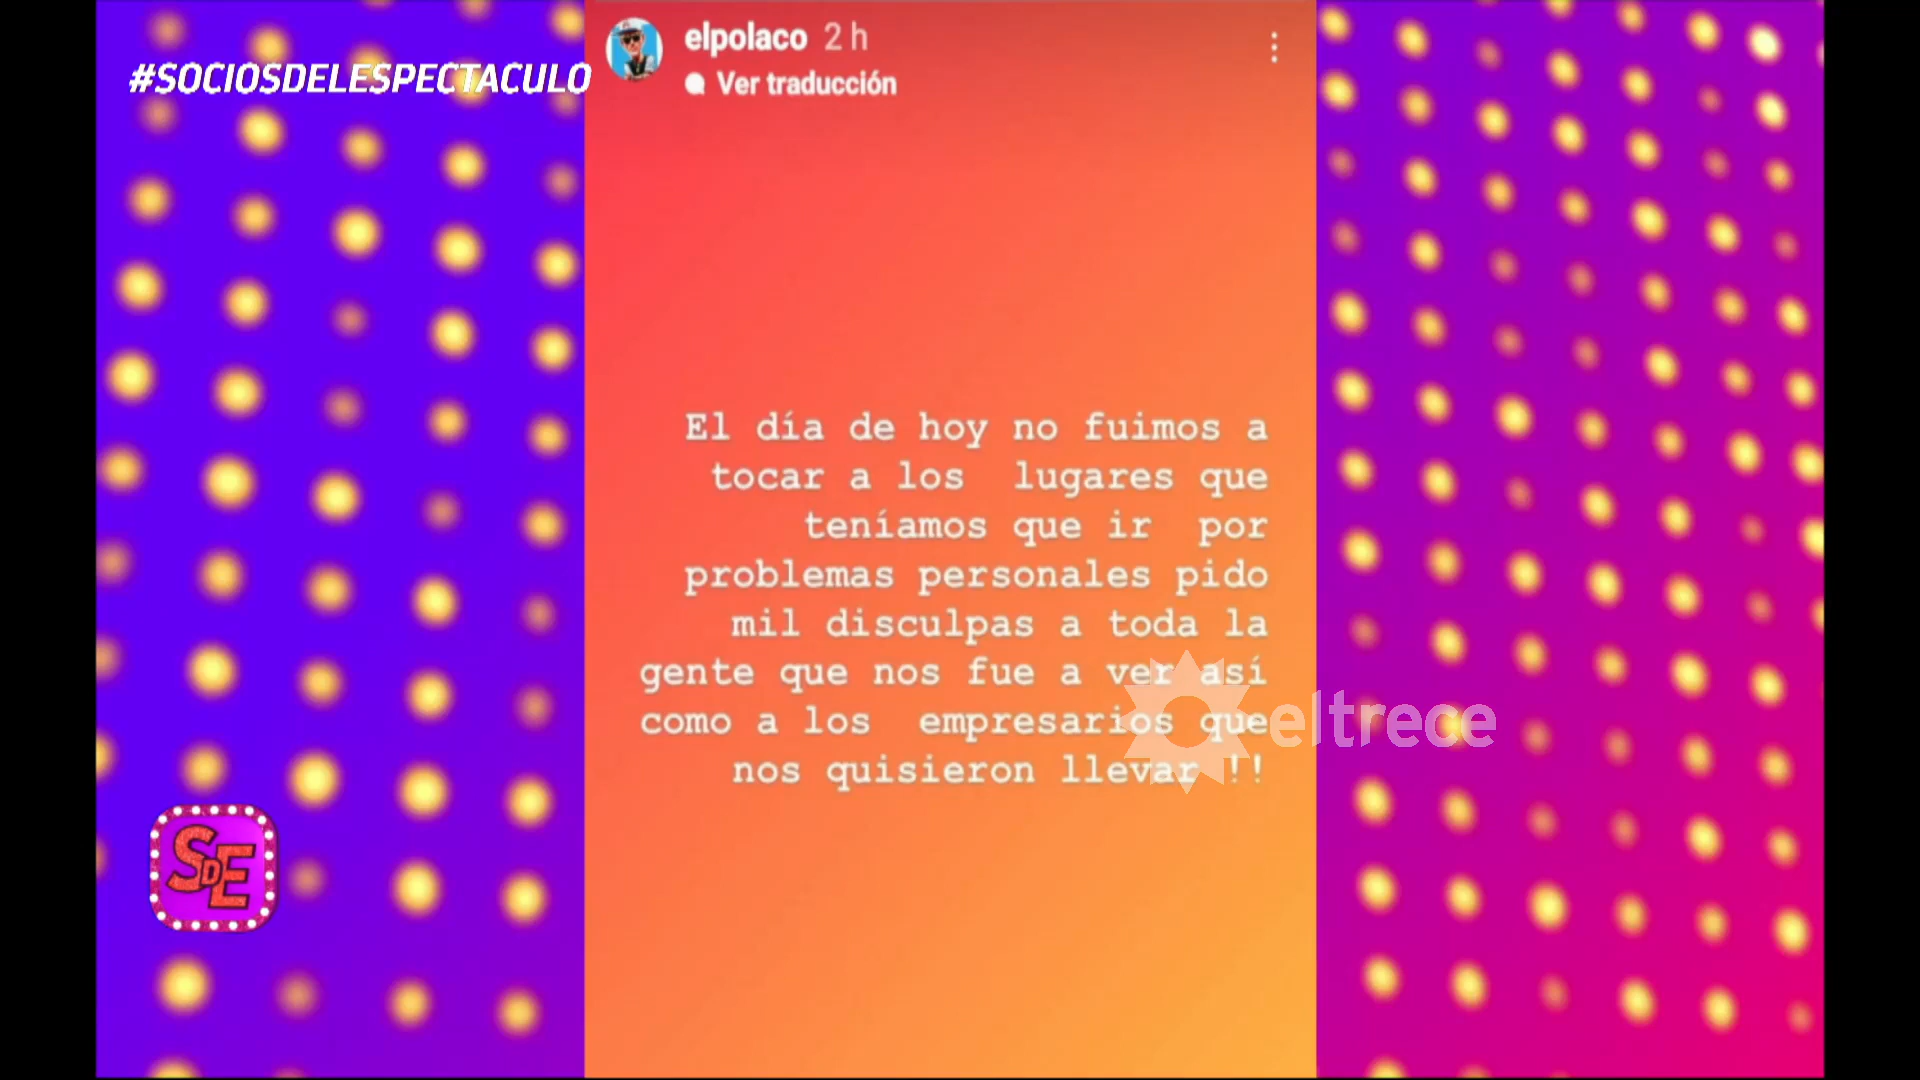 #SOCIOSDELESPECTACULO
elpolaco 2 h
Ver traducción
El día de hoy no fuimos a
tocar a los lugares que
teníamos que ir por
problemas personales pido
mil disculpas a toda la
gente que nos fue a ver así
como a los empresarios que
nos quisieron llevar !!
eltrece
SDE